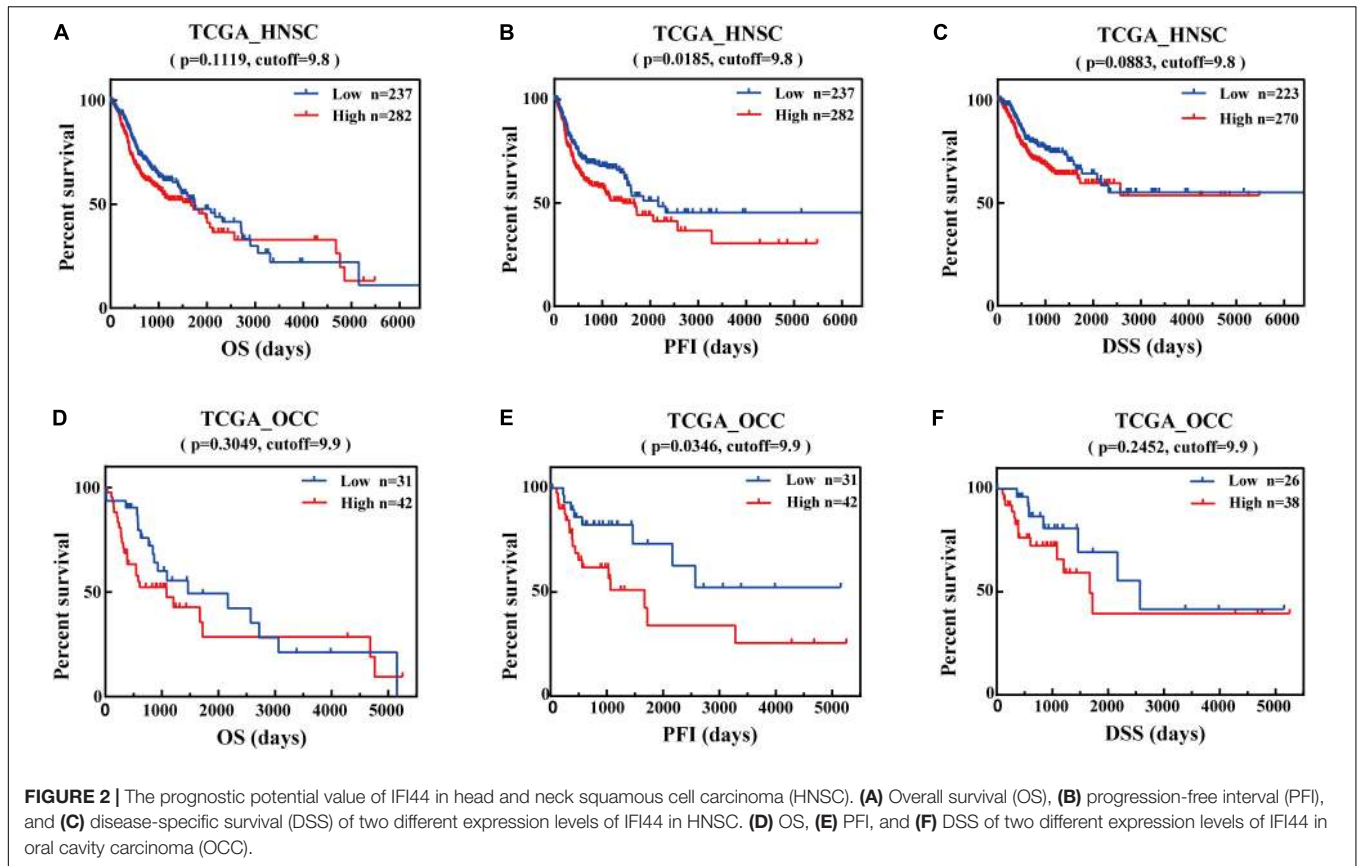 A
TCGA_HNSC
( p=0.1119, cutoff=9.8 )
Low n=237
High n=282
100
50
0
Percent survival
0 1000 2000 3000 4000 5000 6000
OS (days)
B
TCGA_HNSC
( p=0.0185, cutoff=9.8 )
Low n=237
High n=282
100
50
0
Percent survival
0 1000 2000 3000 4000 5000 6000
PFI (days)
C
TCGA_HNSC
( p=0.0883, cutoff=9.8 )
Low n=223
High n=270
100
50
0
Percent survival
0 1000 2000 3000 4000 5000 6000
DSS (days)
D
TCGA_OCC
( p=0.3049, cutoff=9.9 )
Low n=31
High n=42
100
50
0
Percent survival
0 1000 2000 3000 4000 5000
OS (days)
E
TCGA_OCC
( p=0.0346, cutoff=9.9 )
Low n=31
High n=42
100
50
0
Percent survival
0 1000 2000 3000 4000 5000
PFI (days)
F
TCGA_OCC
( p=0.2452, cutoff=9.9 )
Low n=26
High n=38
100
50
0
Percent survival
0 1000 2000 3000 4000 5000
DSS (days)
FIGURE 2 | The prognostic potential value of IFI44 in head and neck squamous cell carcinoma (HNSC). (A) Overall survival (OS), (B) progression-free interval (PFI),
and (C) disease-specific survival (DSS) of two different expression levels of IFI44 in HNSC. (D) OS, (E) PFI, and (F) DSS of two different expression levels of IFI44 in
oral cavity carcinoma (OCC).